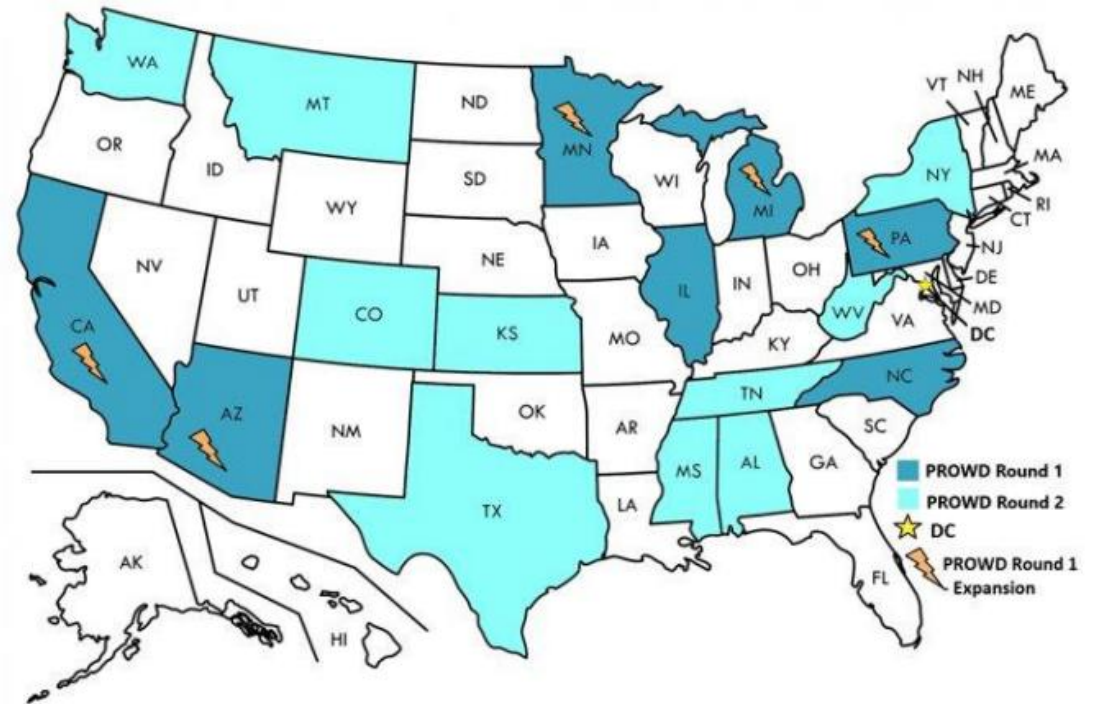 WA
MT
ND
MN
VT
NH
ME
OR
ID
SD
WI
MI
NY
MA
RI
CT
WY
IA
NE
PA
NJ
NV
UT
CO
KS
IL
IN
OH
WV
VA
DE
MD
DC
CA
MO
KY
NC
AZ
NM
OK
AR
TN
SC
MS
AL
GA
TX
LA
FL
AK
HI
PROWD Round 1
PROWD Round 2
DC
PROWD Round 1
Expansion